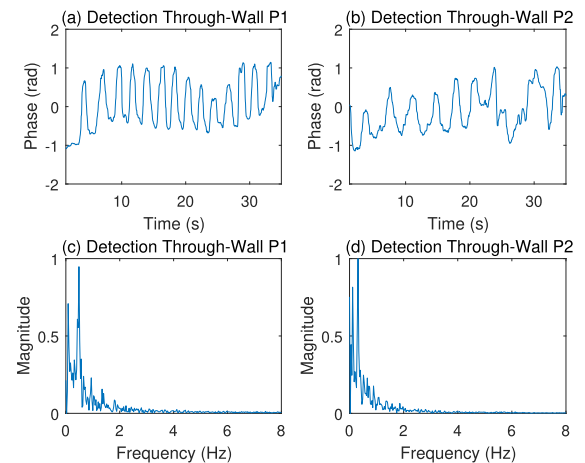 (a) Detection Through-Wall P1
(b) Detection Through-Wall P2
2
1
0
-1
-2
Phase (rad)
10
20
30
Time (s)
2
1
0
-1
-2
Phase (rad)
10
20
30
Time (s)
(c) Detection Through-Wall P1
(d) Detection Through-Wall P2
1
0.5
0
Magnitude
0
2
4
6
8
Frequency (Hz)
1
0.5
0
Magnitude
0
2
4
6
8
Frequency (Hz)